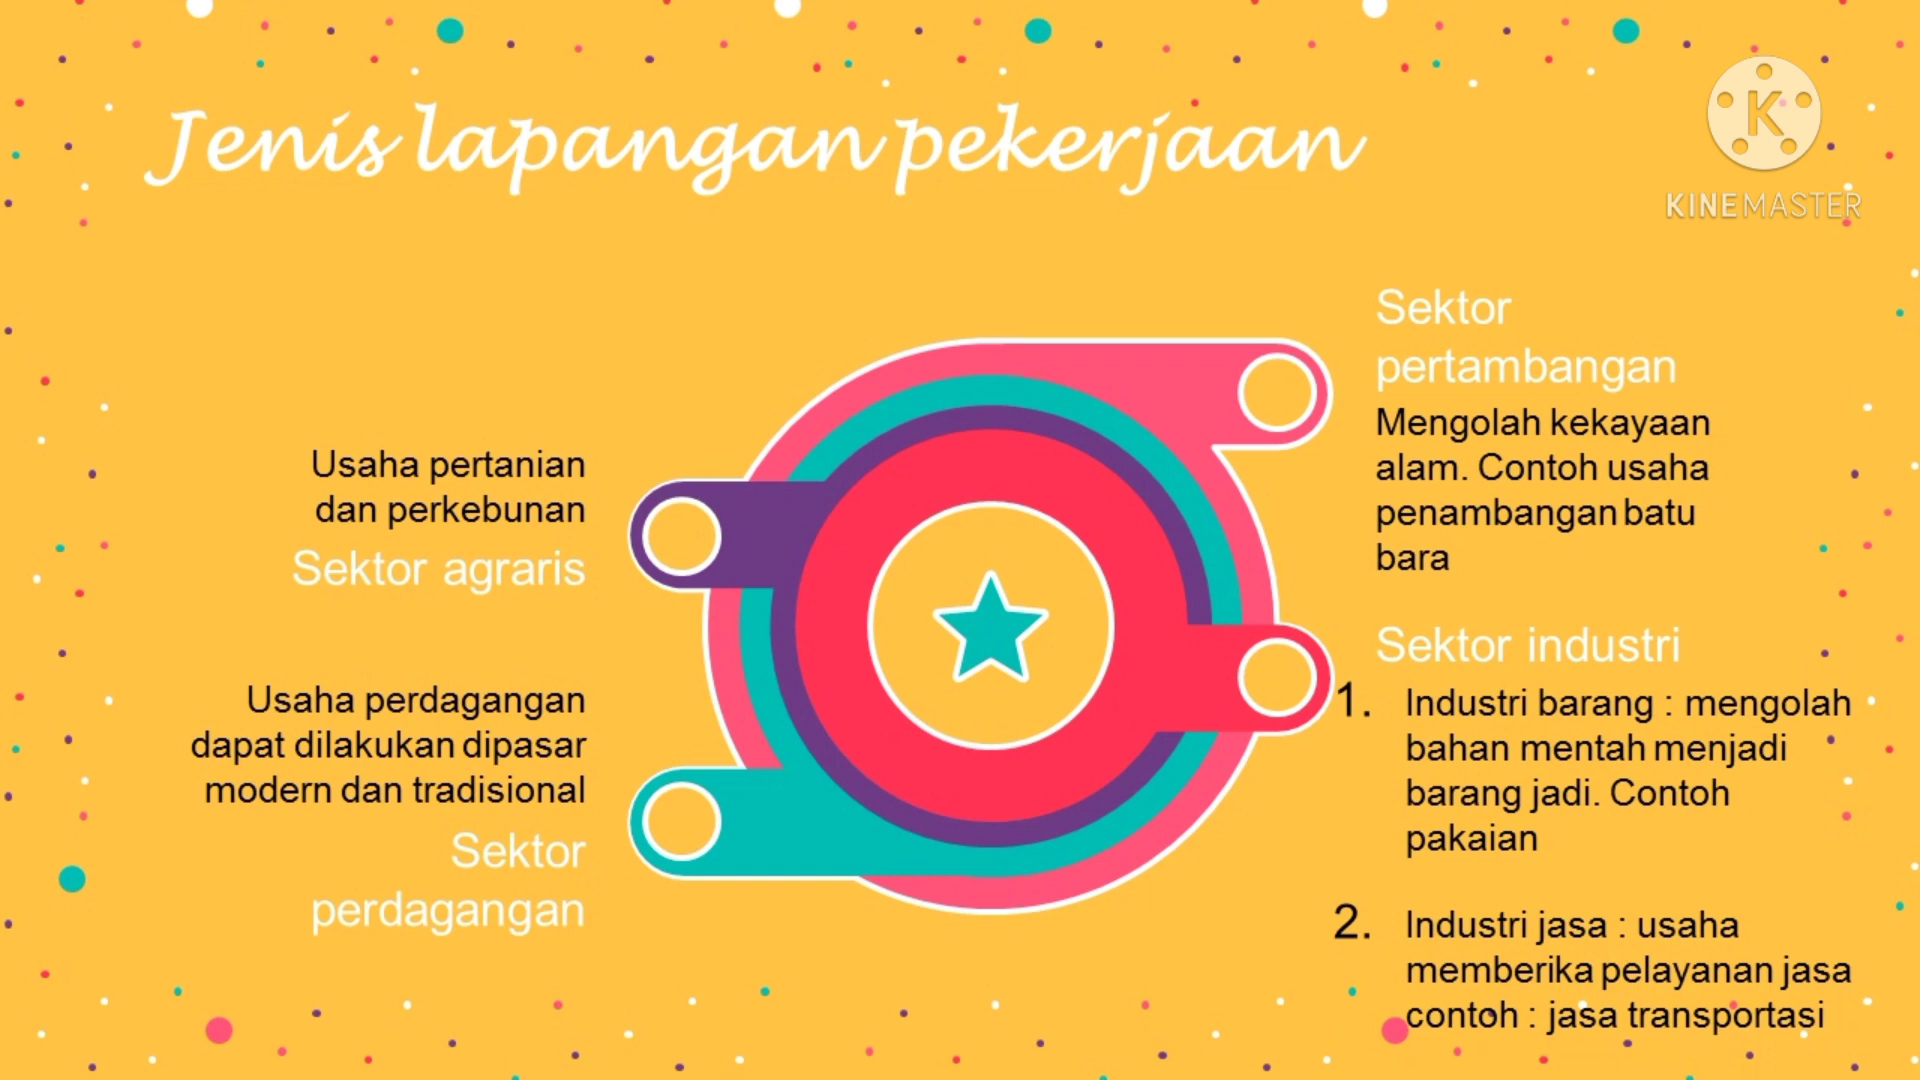 Jenis lapangan pekerjaan
KINEMASTER
Usaha pertanian
dan perkebunan
Sektor agraris
Usaha perdagangan
dapat dilakukan dipasar
modern dan tradisional
Sektor
perdagangan
Sektor
pertambangan
Mengolah kekayaan
alam. Contoh usaha
penambangan batu
bara
Sektor industri
1. Industri barang : mengolah
bahan mentah menjadi
barang jadi. Contoh
pakaian
2. Industri jasa : usaha
memberika pelayanan jasa
contoh : jasa transportasi